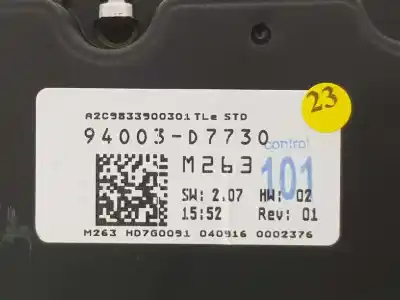 A2C9833900301 TLe STD
94003-D7730
M263
control
101
SW: 2.07 HW: 02
15:52 Rev: 01
M263 HD7G0091 040916 0002376
23